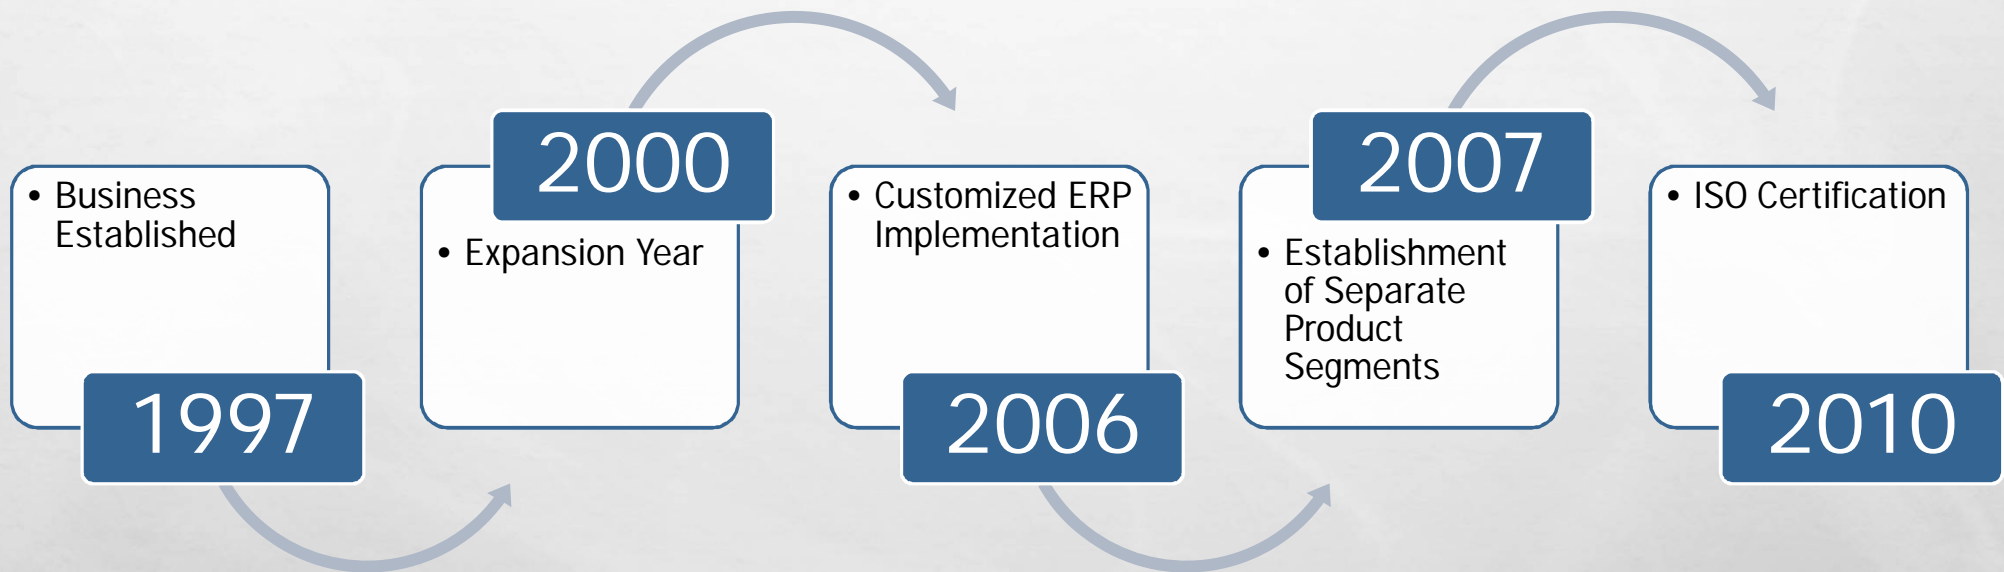 • Business
Established
1997
2000
• Expansion Year
• Customized ERP
Implementation
2006
2007
• Establishment
of Separate
Product
Segments
• ISO Certification
2010